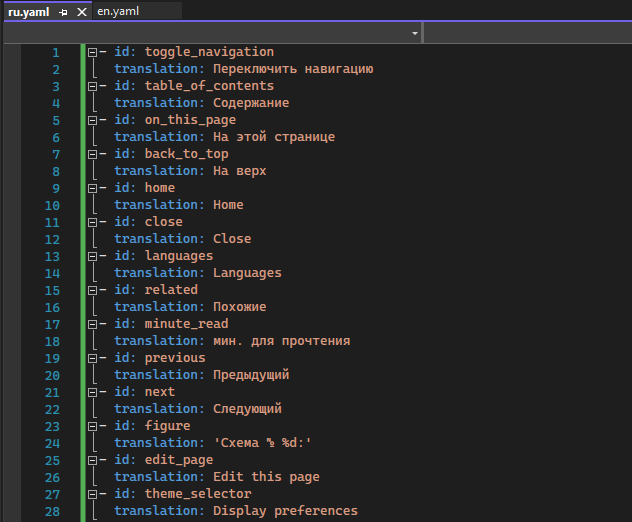 ru.yaml en.yaml
1 - id: toggle_navigation
2 translation: Переключить навигацию
3 - id: table_of_contents
4 translation: Содержание
5 - id: on_this_page
6 translation: На этой странице
7 - id: back_to_top
8 translation: На верх
9 - id: home
10 translation: Home
11 - id: close
12 translation: Close
13 - id: languages
14 translation: Languages
15 - id: related
16 translation: Похожие
17 - id: minute_read
18 translation: мин. для прочтения
19 - id: previous
20 translation: Предыдущий
21 - id: next
22 translation: Следующий
23 - id: figure
24 translation: 'Схема № %d:'
25 - id: edit_page
26 translation: Edit this page
27 - id: theme_selector
28 translation: Display preferences